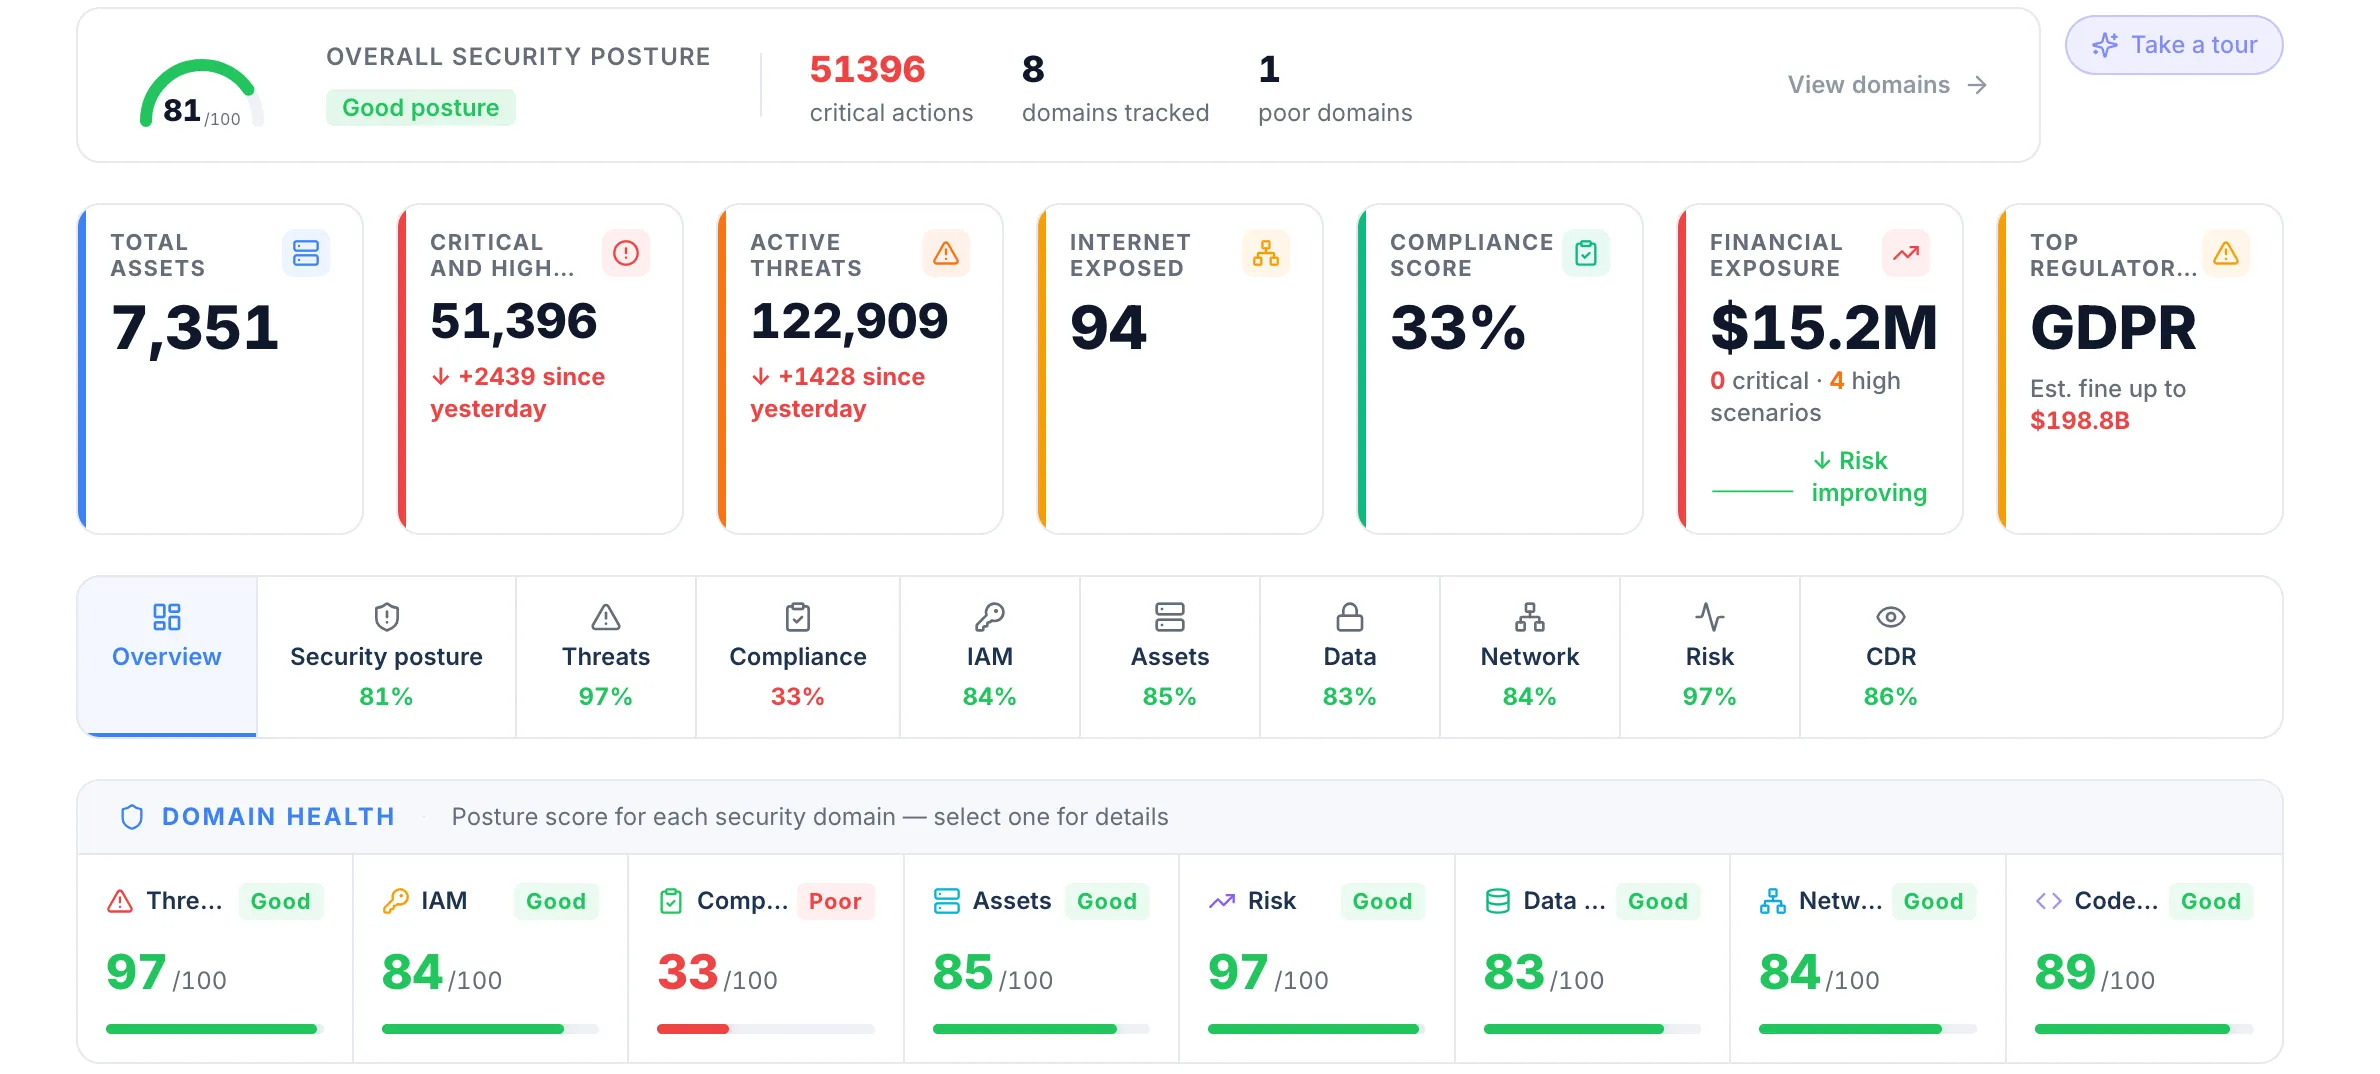 OVERALL SECURITY POSTURE
81/100
Good posture
51396
critical actions
8
domains tracked
1
poor domains
View domains →
Take a tour
TOTAL
ASSETS
7,351
CRITICAL
AND HIGH...
51,396
↓ +2439 since
yesterday
ACTIVE
THREATS
122,909
↓ +1428 since
yesterday
INTERNET
EXPOSED
94
COMPLIANCE
SCORE
33%
FINANCIAL
EXPOSURE
$15.2M
0 critical · 4 high
scenarios
↓ Risk
improving
TOP
REGULATOR...
GDPR
Est. fine up to
$198.8B
Overview
Security posture
81%
Threats
97%
Compliance
33%
IAM
84%
Assets
85%
Data
83%
Network
84%
Risk
97%
CDR
86%
DOMAIN HEALTH · Posture score for each security domain — select one for details
Thre... Good
97/100
IAM Good
84/100
Comp... Poor
33/100
Assets Good
85/100
Risk Good
97/100
Data ... Good
83/100
Netw... Good
84/100
Code... Good
89/100